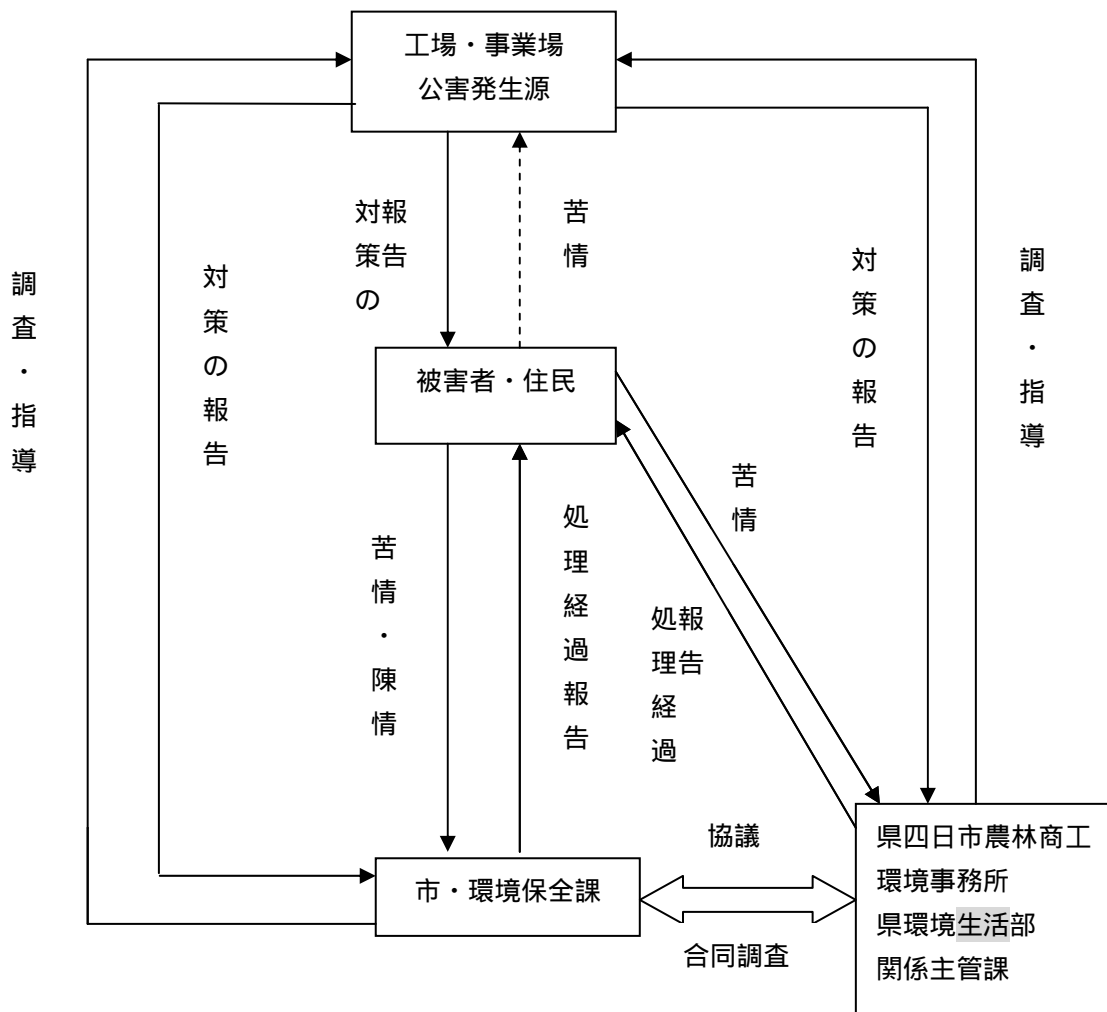 工場・事業場
公害発生源
対策の
報告
苦情
調査・指導
対策の報告
対策の報告
調査・指導
被害者・住民
苦情
苦情・陳情
処理経過報告
処理経過
報告
協議
市・環境保全課
合同調査
県四日市農林商工
環境事務所
県環境生活部
関係主管課